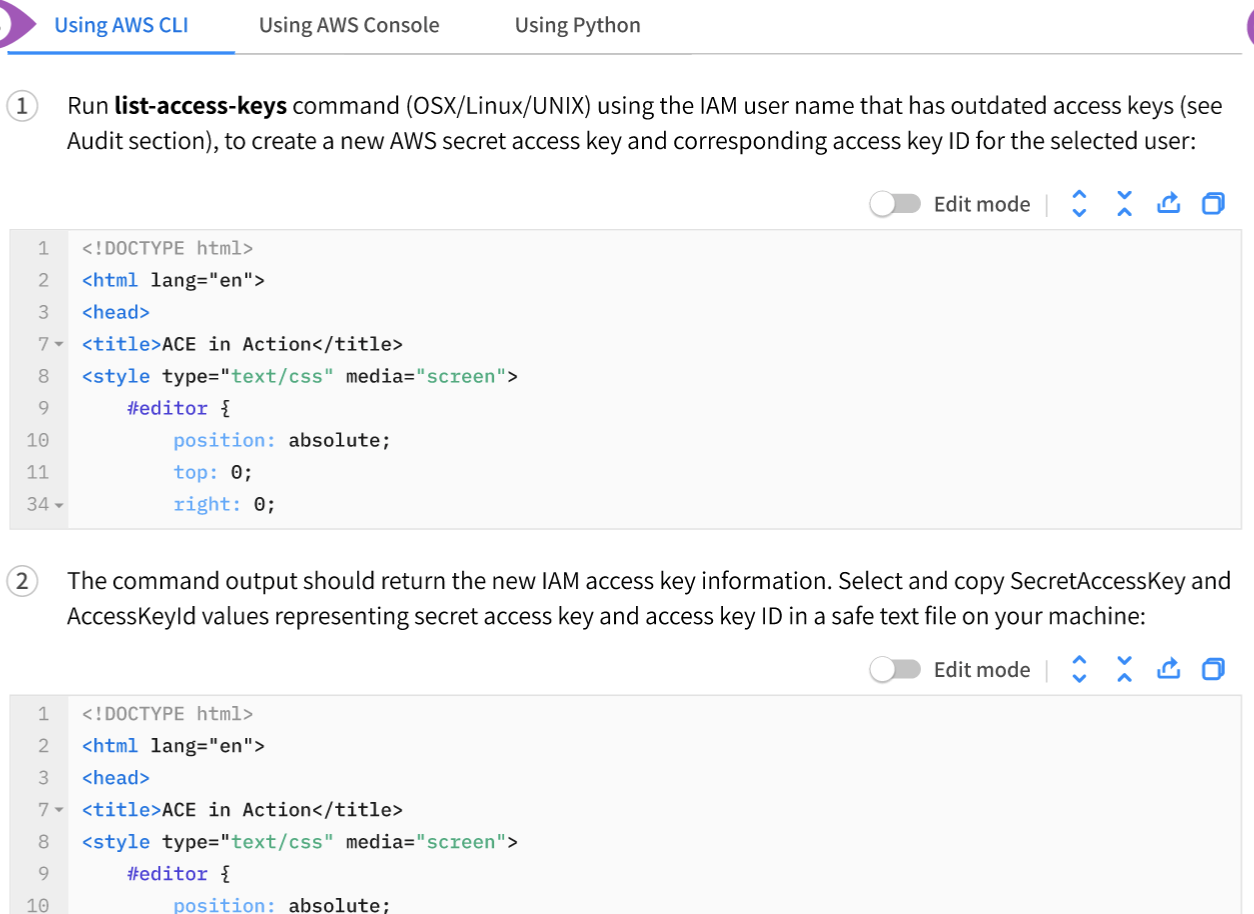 Using AWS CLI Using AWS Console Using Python
1 Run list-access-keys command (OSX/Linux/UNIX) using the IAM user name that has outdated access keys (see
Audit section), to create a new AWS secret access key and corresponding access key ID for the selected user:
Edit mode
1 <!DOCTYPE html>
2 <html lang="en">
3 <head>
7 <title>ACE in Action</title>
8 <style type="text/css" media="screen">
9 #editor {
10 position: absolute;
11 top: 0;
34 right: 0;
2 The command output should return the new IAM access key information. Select and copy SecretAccessKey and
AccessKeyId values representing secret access key and access key ID in a safe text file on your machine:
Edit mode
1 <!DOCTYPE html>
2 <html lang="en">
3 <head>
7 <title>ACE in Action</title>
8 <style type="text/css" media="screen">
9 #editor {
10 position: absolute;